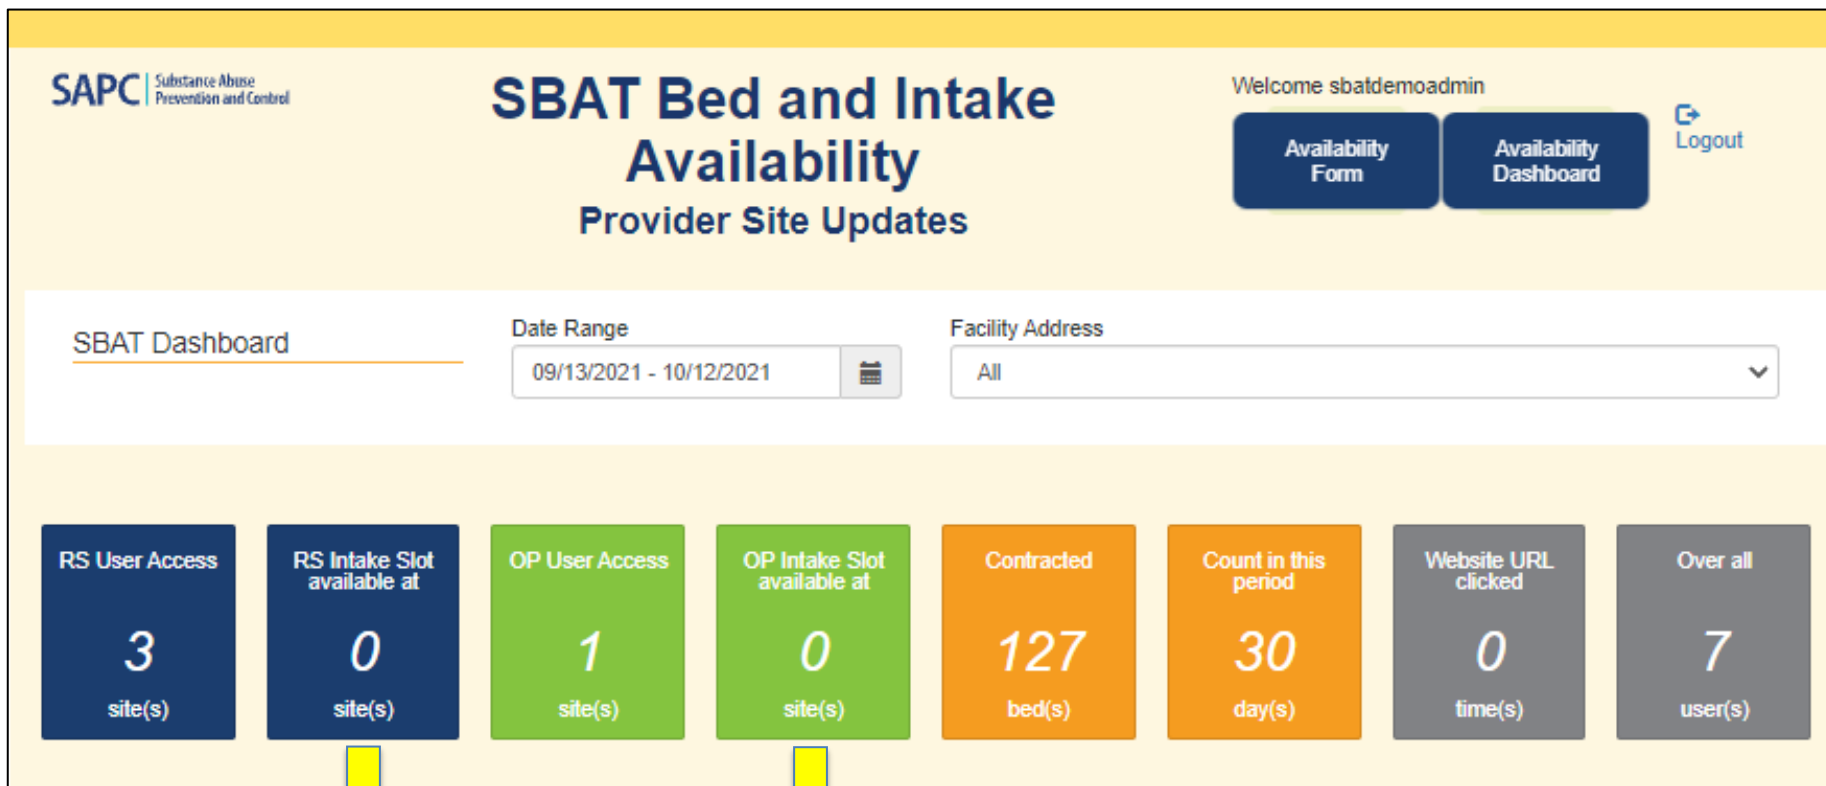 SAPC
Substance Abuse
Prevention and Control
SBAT Bed and Intake
Availability
Provider Site Updates
Welcome sbatdemoadmin
Availability
Form
Availability
Dashboard
Logout
SBAT Dashboard
Date Range
09/13/2021 - 10/12/2021
Facility Address
All
RS User Access
3
site(s)
RS Intake Slot
available at
0
site(s)
OP User Access
1
site(s)
OP Intake Slot
available at
0
site(s)
Contracted
127
bed(s)
Count in this
period
30
day(s)
Website URL
clicked
0
time(s)
Over all
7
user(s)